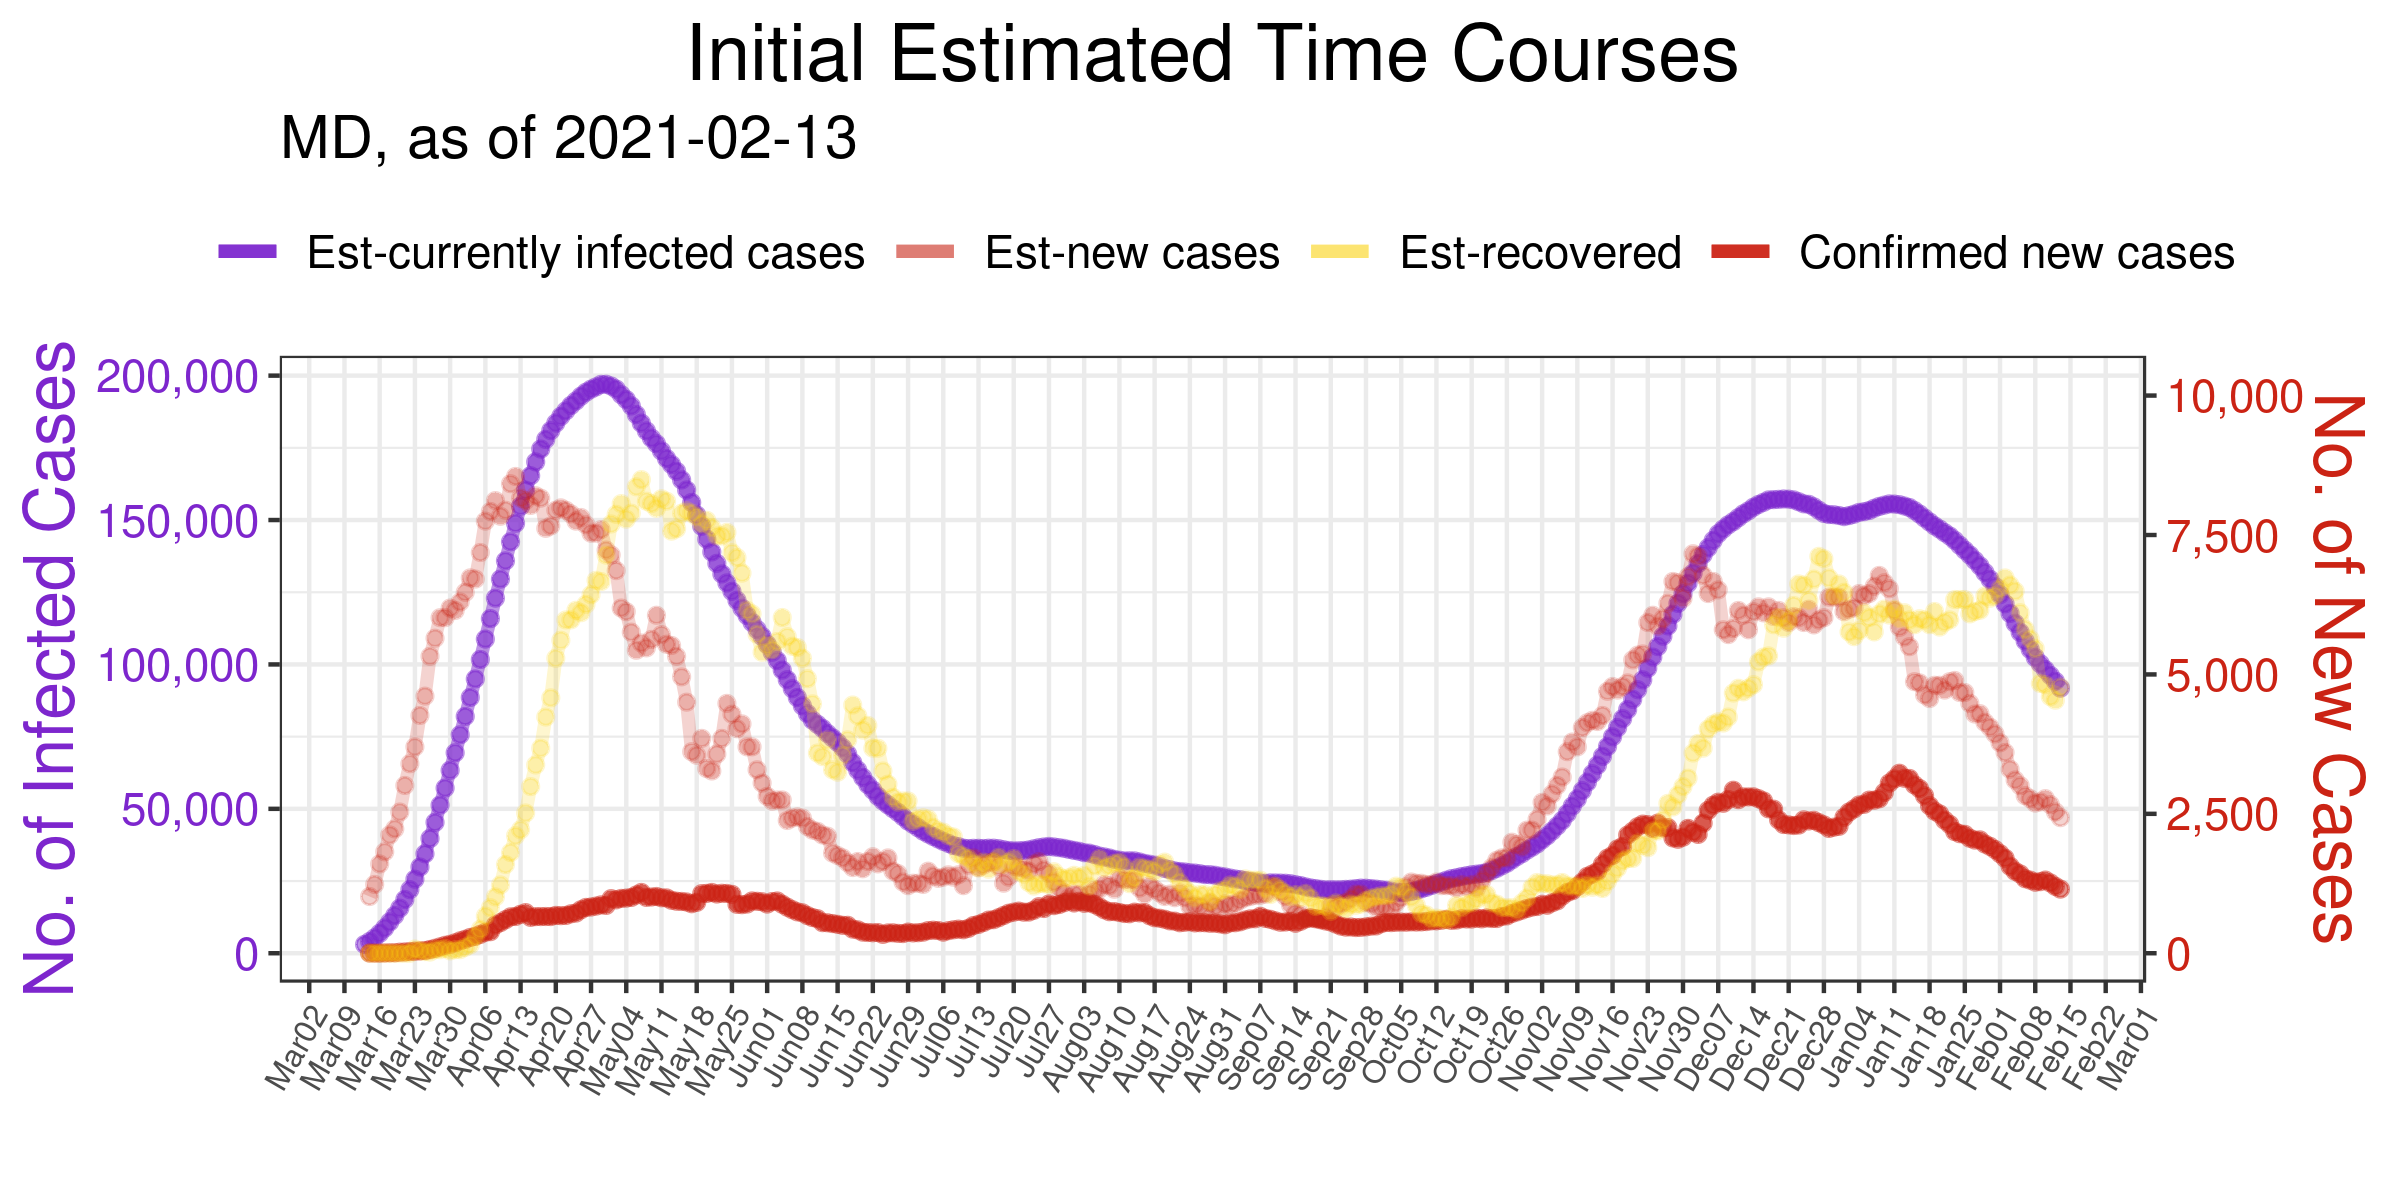 Initial Estimated Time Courses
MD, as of 2021-02-13
Est-currently infected cases Est-new cases Est-recovered Confirmed new cases
No. of Infected Cases
200,000
150,000
100,000
50,000
0
10,000
7,500
5,000
2,500
0
No. of New Cases
Mar02 Mar09 Mar16 Mar23 Mar30 Apr06 Apr13 Apr20 Apr27 May04 May11 May18 May25 Jun01 Jun08 Jun15 Jun22 Jun29 Jul06 Jul13 Jul20 Jul27 Aug03 Aug10 Aug17 Aug24 Aug31 Sep07 Sep14 Sep21 Sep28 Oct05 Oct12 Oct19 Oct26 Nov02 Nov09 Nov16 Nov23 Nov30 Dec07 Dec14 Dec21 Dec28 Jan04 Jan11 Jan18 Jan25 Feb01 Feb08 Feb15 Feb22 Mar01